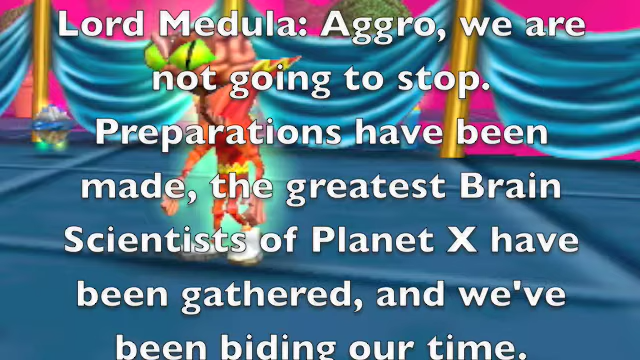 Lord Medula: Aggro, we are
not going to stop.
Preparations have been
made, the greatest Brain
Scientists of Planet X have
been gathered, and we've
been biding our time.